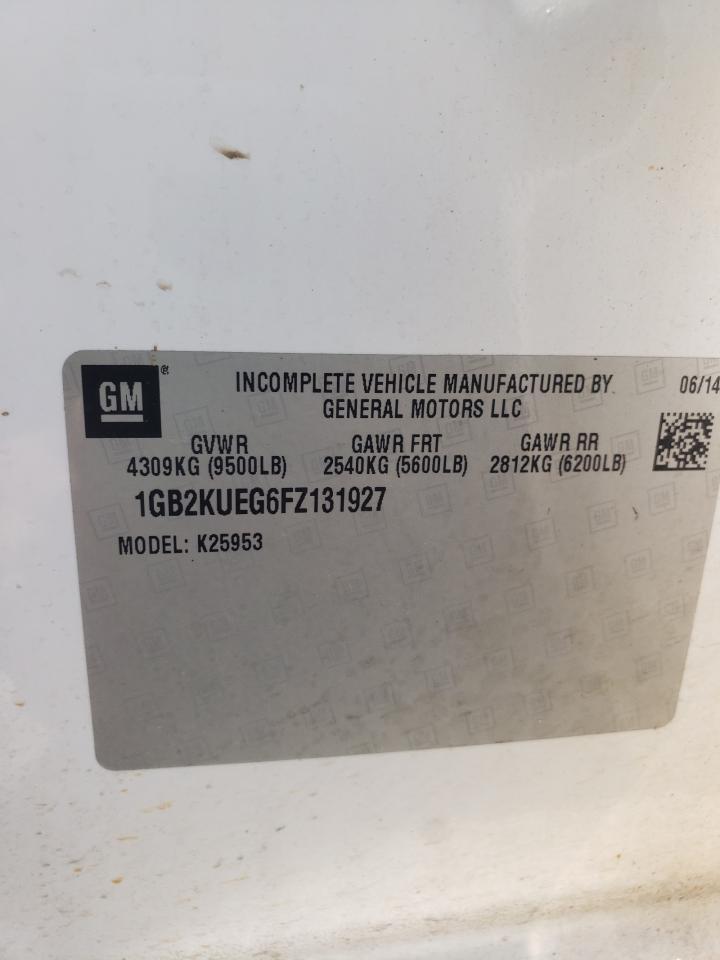 GM®
INCOMPLETE VEHICLE MANUFACTURED BY
GENERAL MOTORS LLC
06/14
GVWR GAWR FRT GAWR RR
4309KG (9500LB) 2540KG (5600LB) 2812KG (6200LB)
1GB2KUEG6FZ131927
MODEL: K25953